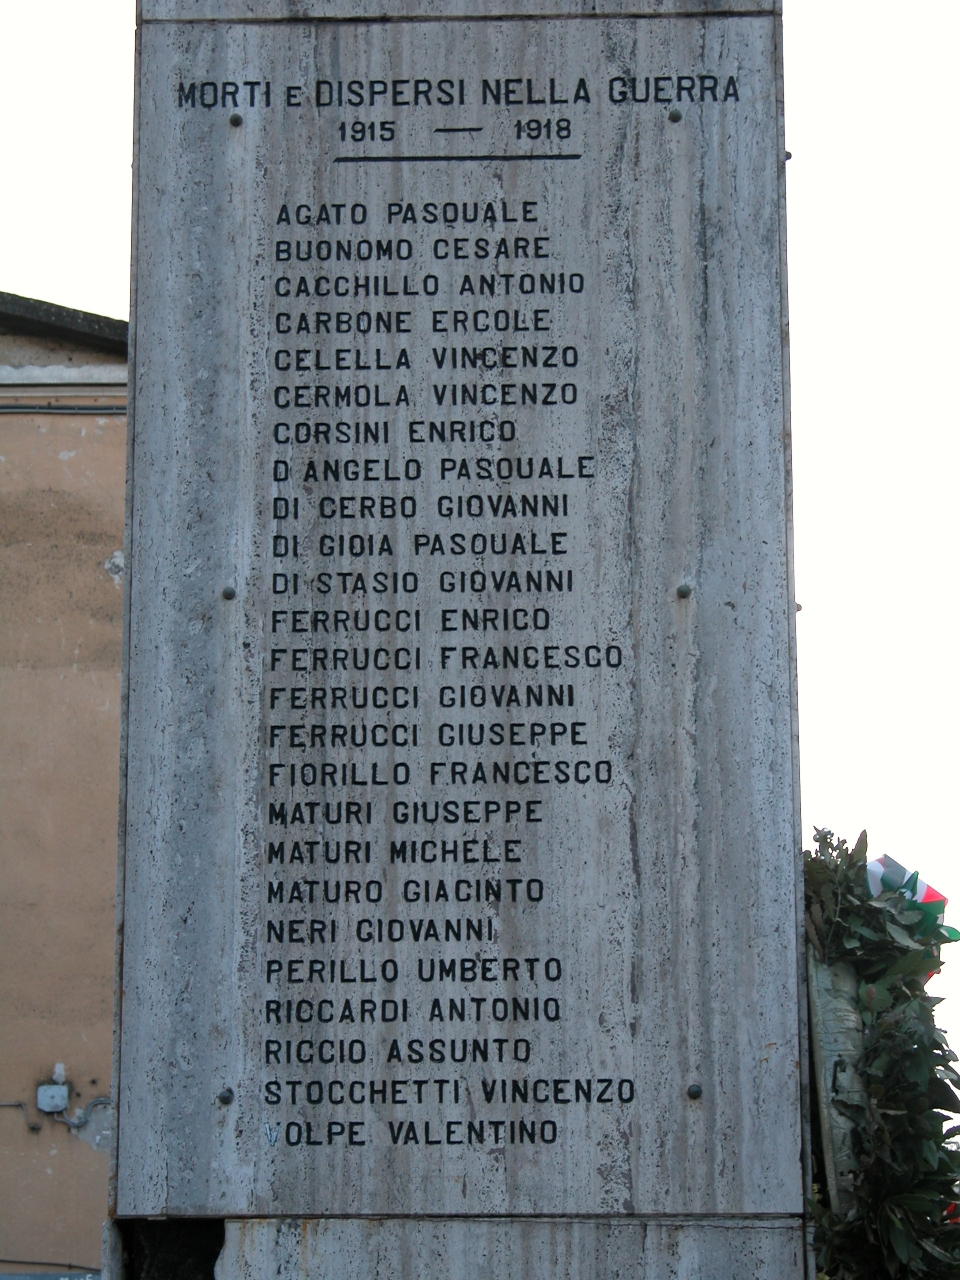 MORTI E DISPERSI NELLA GUERRA
1915 — 1918
AGATO PASQUALE
BUONOMO CESARE
CACCHILLO ANTONIO
CARBONE ERCOLE
CELELLA VINCENZO
CERMOLA VINCENZO
CORSINI ENRICO
D'ANGELO PASQUALE
DI CERBO GIOVANNI
DI GIOIA PASQUALE
DI STASIO GIOVANNI
FERRUCCI ENRICO
FERRUCCI FRANCESCO
FERRUCCI GIOVANNI
FERRUCCI GIUSEPPE
FIORILLO FRANCESCO
MATURI GIUSEPPE
MATURI MICHELE
MATURO GIACINTO
NERI GIOVANNI
PERILLO UMBERTO
RICCARDI ANTONIO
RICCIO ASSUNTO
STOCCHETTI VINCENZO
VOLPE VALENTINO